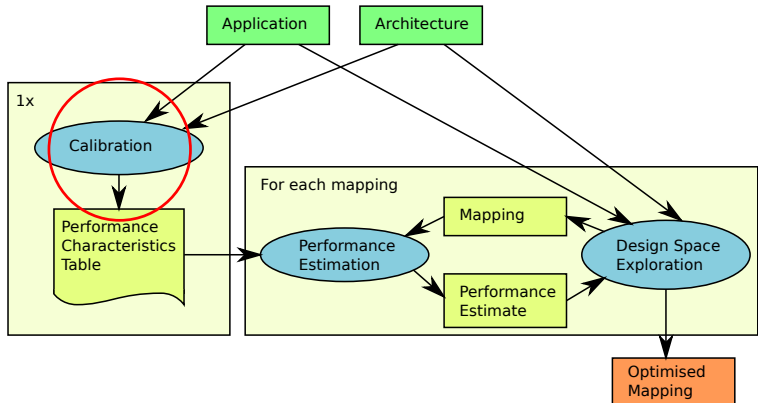 Application
Architecture
1x
Calibration
Performance
Characteristics
Table
For each mapping
Performance
Estimation
Mapping
Performance
Estimate
Design Space
Exploration
Optimised
Mapping